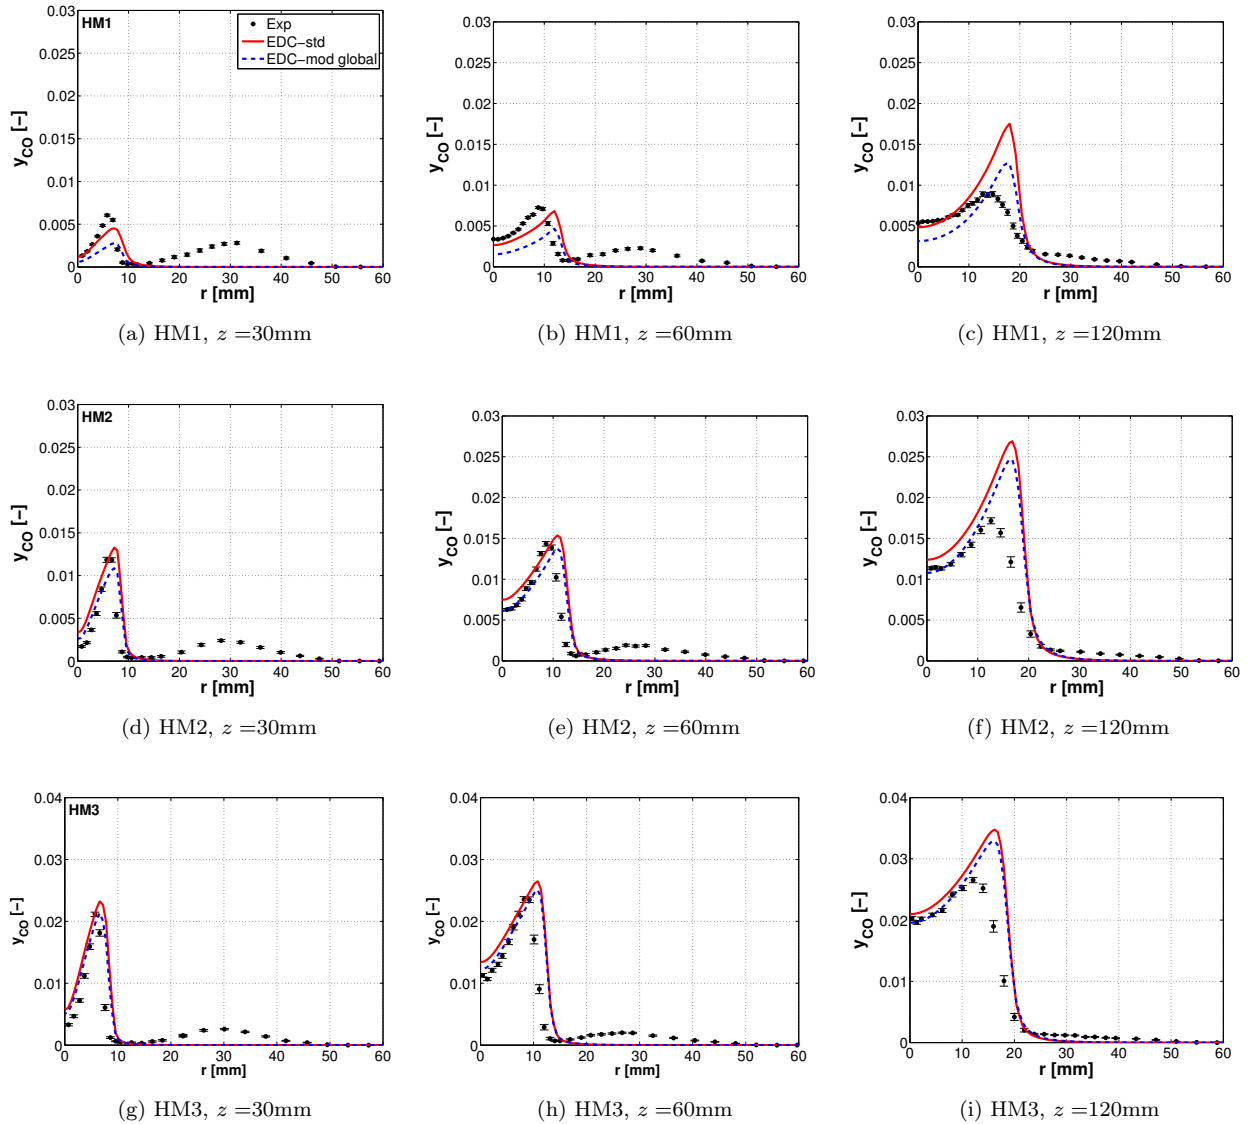 HM1
Exp
EDC-std
EDC-mod global
0.03
0.025
0.02
0.015
0.01
0.005
0
yCO [-]
0 10 20 30 40 50 60
r [mm]
(a) HM1, z =30mm
0.03
0.025
0.02
0.015
0.01
0.005
0
yCO [-]
0 10 20 30 40 50 60
r [mm]
(b) HM1, z =60mm
0.03
0.025
0.02
0.015
0.01
0.005
0
yCO [-]
0 10 20 30 40 50 60
r [mm]
(c) HM1, z =120mm
HM2
0.03
0.025
0.02
0.015
0.01
0.005
0
yCO [-]
0 10 20 30 40 50 60
r [mm]
(d) HM2, z =30mm
0.03
0.025
0.02
0.015
0.01
0.005
0
yCO [-]
0 10 20 30 40 50 60
r [mm]
(e) HM2, z =60mm
0.03
0.025
0.02
0.015
0.01
0.005
0
yCO [-]
0 10 20 30 40 50 60
r [mm]
(f) HM2, z =120mm
HM3
0.04
0.03
0.02
0.01
0
yCO [-]
0 10 20 30 40 50 60
r [mm]
(g) HM3, z =30mm
0.04
0.03
0.02
0.01
0
yCO [-]
0 10 20 30 40 50 60
r [mm]
(h) HM3, z =60mm
0.04
0.03
0.02
0.01
0
yCO [-]
0 10 20 30 40 50 60
r [mm]
(i) HM3, z =120mm